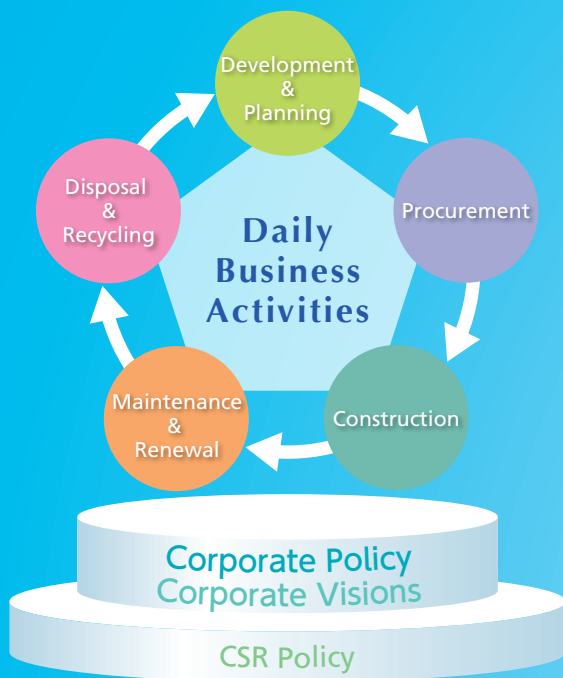 Development
&
Planning
Disposal
&
Recycling
Procurement
Daily
Business
Activities
Maintenance
&
Renewal
Construction
Corporate Policy
Corporate Visions
CSR Policy